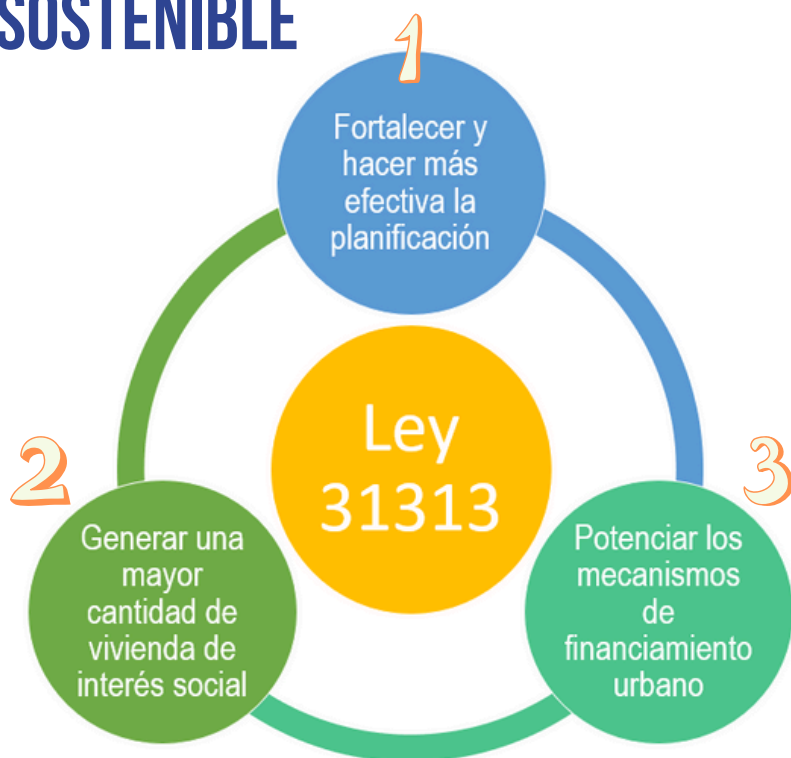 SOSTENIBLE
1
Fortalecer y
hacer más
efectiva la
planificación
Ley
31313
2
Generar una
mayor
cantidad de
vivienda de
interés social
3
Potenciar los
mecanismos
de
financiamiento
urbano